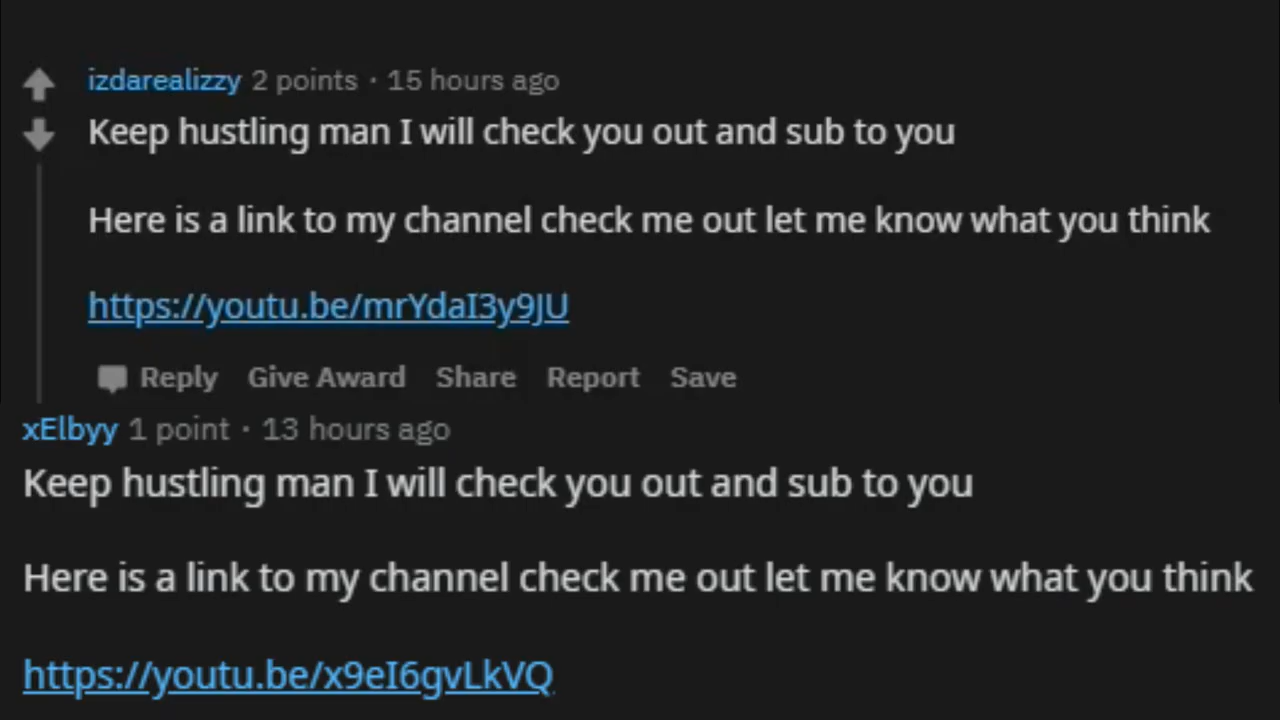 izdarealizzy 2 points · 15 hours ago
Keep hustling man I will check you out and sub to you
Here is a link to my channel check me out let me know what you think
https://youtu.be/mrYdaI3y9JU
Reply Give Award Share Report Save
xElbyy 1 point · 13 hours ago
Keep hustling man I will check you out and sub to you
Here is a link to my channel check me out let me know what you think
https://youtu.be/x9eI6gvLkVQ